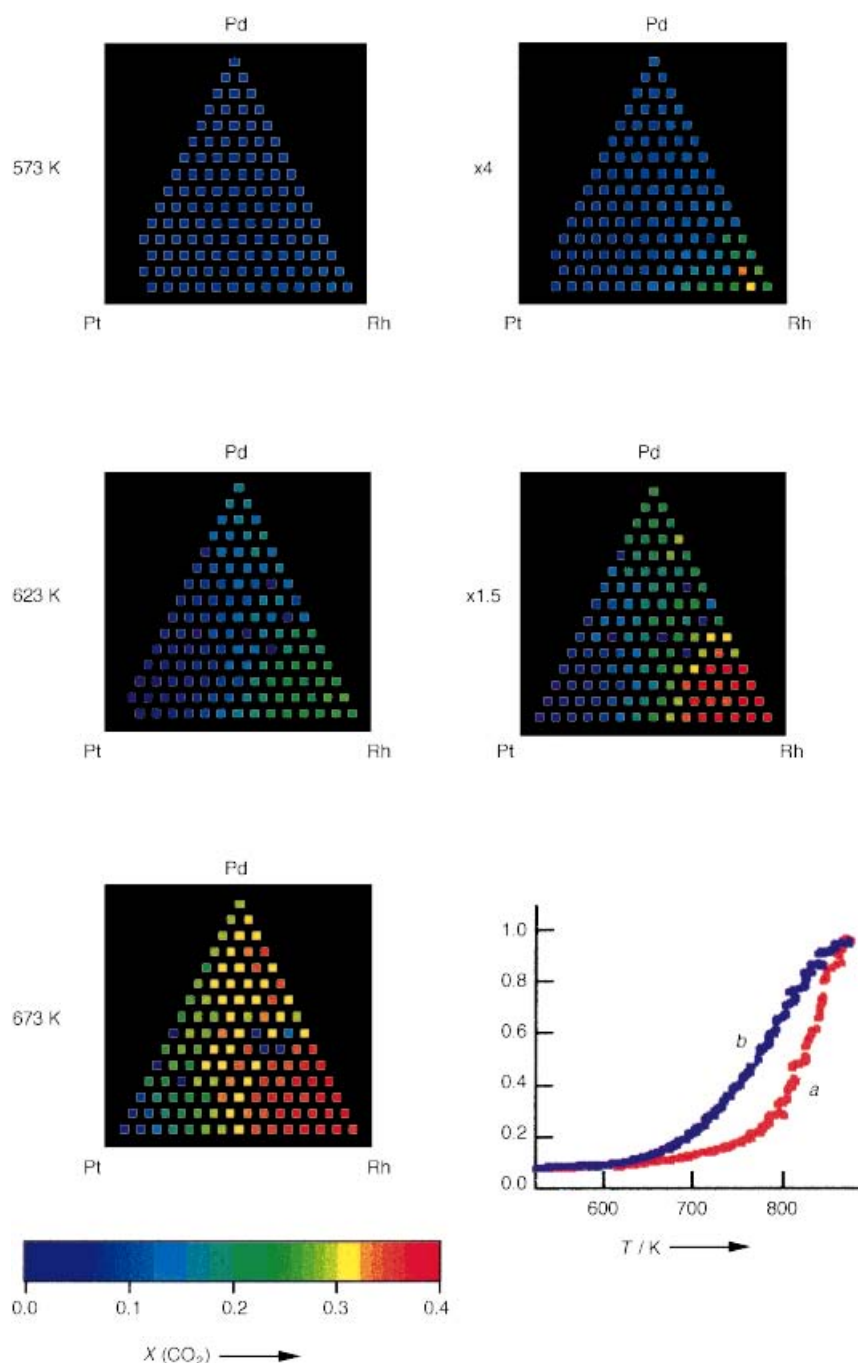 Pd
Pd
573 K
x4
Pt
Rh
Pt
Rh
Pd
Pd
623 K
x1.5
Pt
Rh
Pt
Rh
Pd
673 K
Pt
Rh
1.0
0.8
0.6
0.4
0.2
0.0
b
a
600
700
800
T / K
0.0
0.1
0.2
0.3
0.4
X (CO₂)